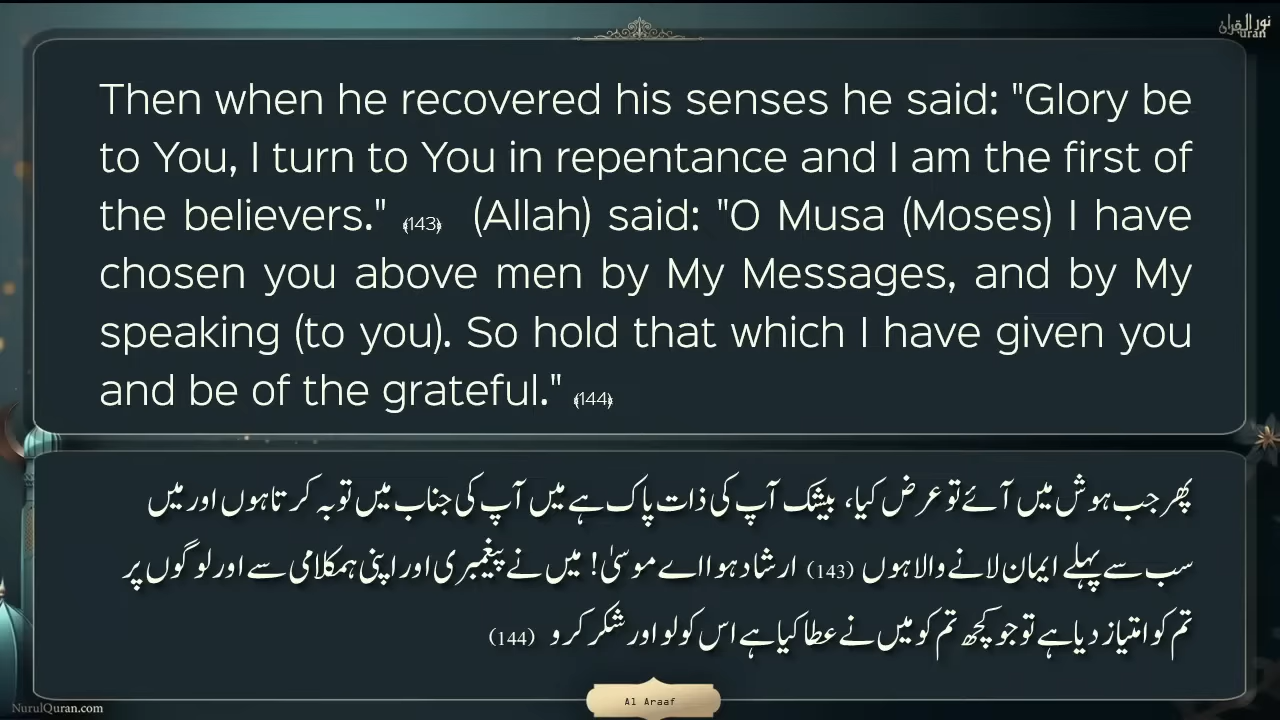 نور القرآن
uran
Then when he recovered his senses he said: "Glory be
to You, I turn to You in repentance and I am the first of
the believers." ﴾143﴿ (Allah) said: "O Musa (Moses) I have
chosen you above men by My Messages, and by My
speaking (to you). So hold that which I have given you
and be of the grateful." ﴾144﴿
پھر جب ہوش میں آئے تو عرض کیا، بیشک آپ کی ذات پاک ہے میں آپ کی جناب میں توبہ کرتا ہوں اور میں
سب سے پہلے ایمان لانے والا ہوں (143) ارشاد ہوا اے موسیٰ! میں نے پیغمبری اور اپنی ہمکلامی سے اور لوگوں پر
تم کو امتیاز دیا ہے تو جو کچھ تم کو میں نے عطا کیا ہے اس کو لو اور شکر کرو (144)
Al Araaf
NurulQuran.com